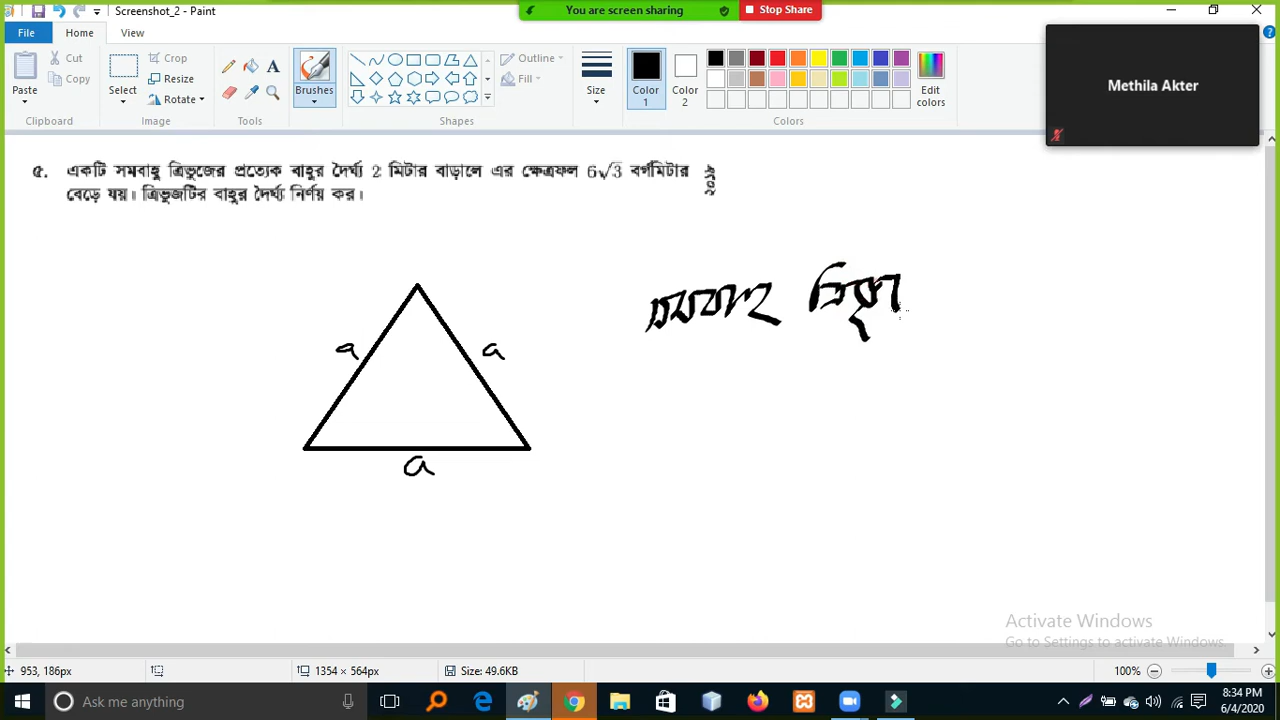 Screenshot_2 - Paint
You are screen sharing
Stop Share
File
Home
View
Paste
Cut
Copy
Clipboard
Select
Crop
Resize
Rotate
Image
Tools
Brushes
Shapes
Outline
Fill
Size
Color 1
Color 2
Edit colors
Colors
Methila Akter
৫. একটি সমবাহু ত্রিভুজের প্রত্যেক বাহুর দৈর্ঘ্য 2 মিটার বাড়ালে এর ক্ষেত্রফল 6√3 বর্গমিটার
বেড়ে যয়। ত্রিভুজটির বাহুর দৈর্ঘ্য নির্ণয় কর।
সমবাহু
a
a
a
Activate Windows
Go to Settings to activate Windows.
953, 186px
1354 × 564px
Size: 49.6KB
100%
Ask me anything
8:34 PM
6/4/2020